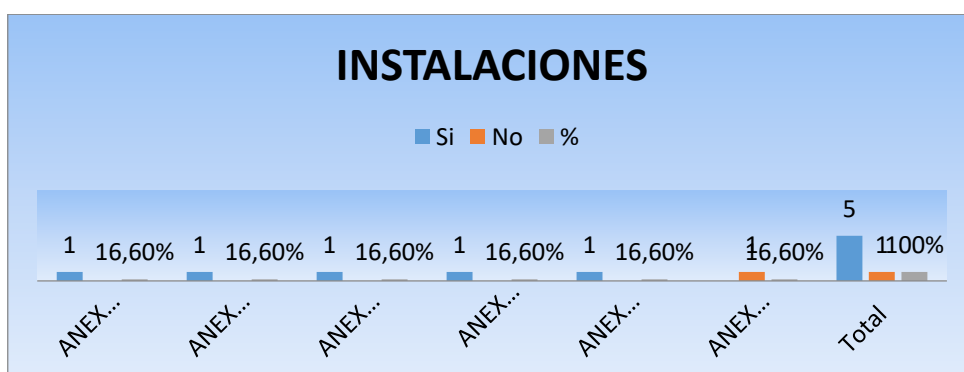 INSTALACIONES
Si No %
5
1 16,60% 1 16,60% 1 16,60% 1 16,60% 1 16,60% 1 16,60% 1 100%
ANEX... ANEX... ANEX... ANEX... ANEX... ANEX... Total